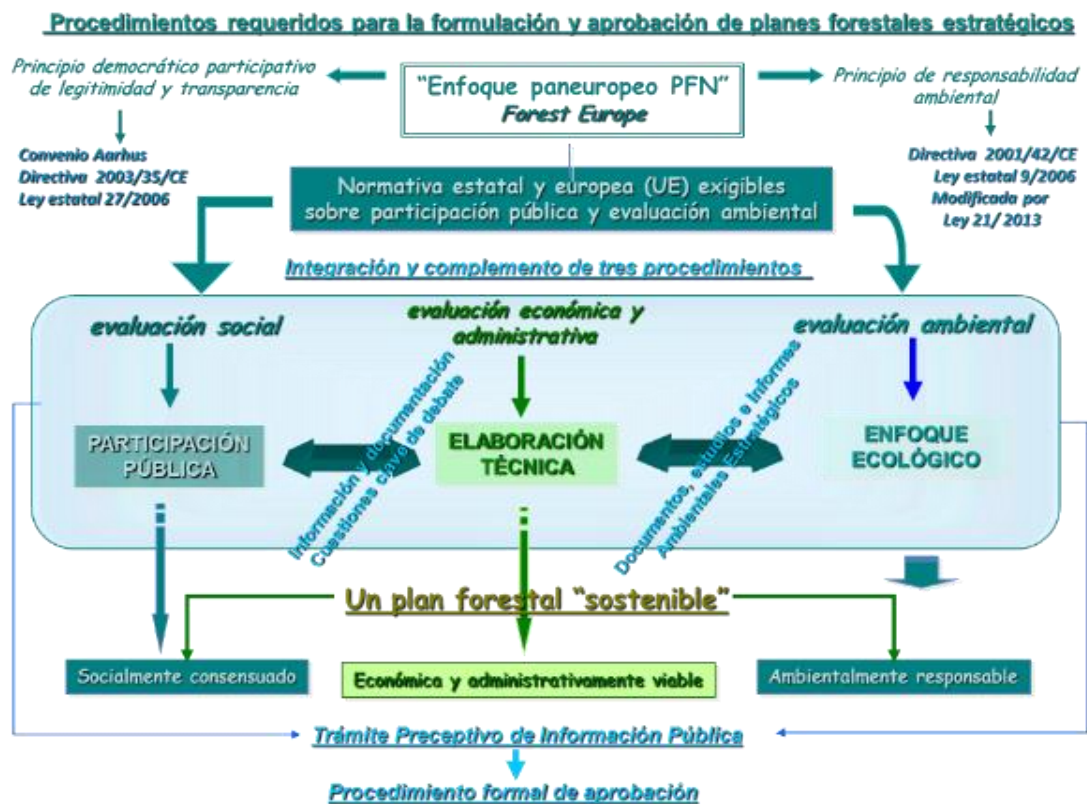 Procedimientos requeridos para la formulación y aprobación de planes forestales estratégicos
Principio democrático participativo
de legitimidad y transparencia
"Enfoque paneuropeo PFN"
Forest Europe
Principio de responsabilidad
ambiental
Convenio Aarhus
Directiva 2003/35/CE
Ley estatal 27/2006
Directiva 2001/42/CE
Ley estatal 9/2006
Modificada por
Ley 21/ 2013
Normativa estatal y europea (UE) exigibles
sobre participación pública y evaluación ambiental
Integración y complemento de tres procedimientos
evaluación social
evaluación económica y
administrativa
evaluación ambiental
PARTICIPACIÓN
PÚBLICA
Información y documentación
Cuestiones clave de debate
ELABORACIÓN
TÉCNICA
Documentos, estudios e Informes
Ambientales Estratégicos
ENFOQUE
ECOLÓGICO
Un plan forestal "sostenible"
Socialmente consensuado
Económica y administrativamente viable
Ambientalmente responsable
Trámite Preceptivo de Información Pública
Procedimiento formal de aprobación